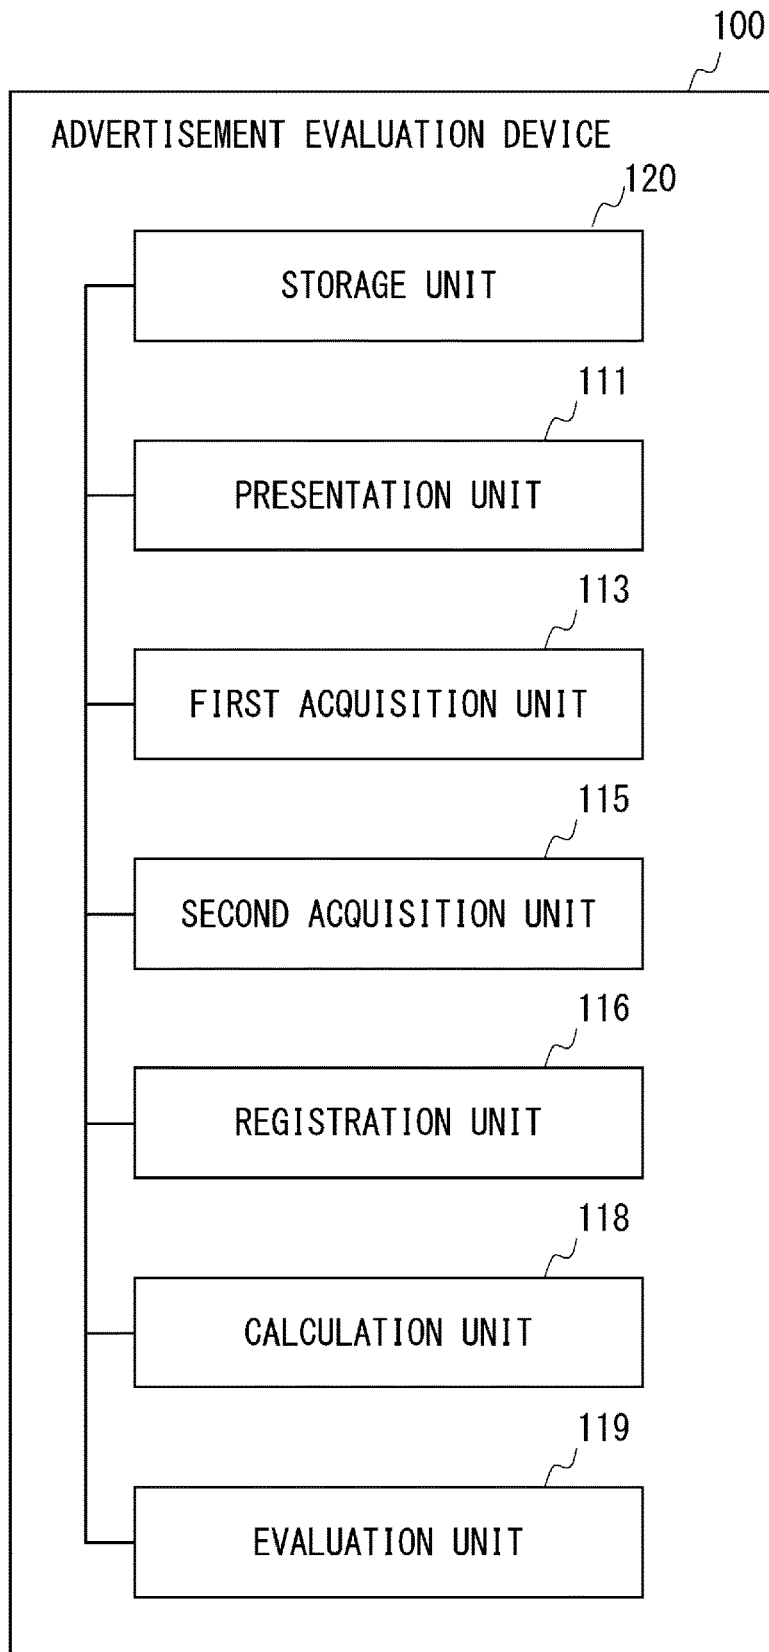 100
ADVERTISEMENT EVALUATION DEVICE
120
STORAGE UNIT
111
PRESENTATION UNIT
113
FIRST ACQUISITION UNIT
115
SECOND ACQUISITION UNIT
116
REGISTRATION UNIT
118
CALCULATION UNIT
119
EVALUATION UNIT